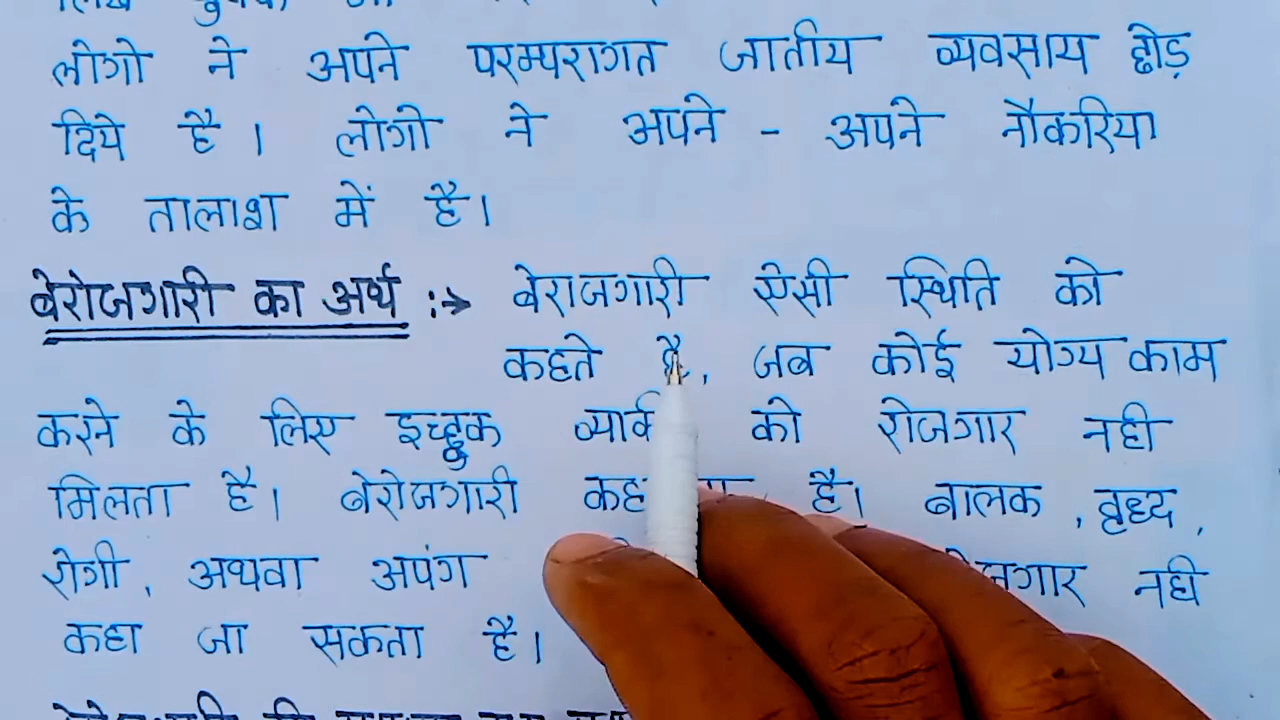 लोगो ने अपने परम्परागत जातीय व्यवसाय छोड़
दिये है। लोगो ने अपने - अपने नौकरिया
के तालाश में है।
बेरोजगारी का अर्थ :→ बेराजगारी ऐसी स्थिति को
कहते है, जब कोई योग्य काम
करने के लिए इच्छुक को रोजगार नही
मिलता है। बेरोजगारी है। बालक , वृध्द ,
रोगी , अथवा अपंग नही
कहा जा सकता है।